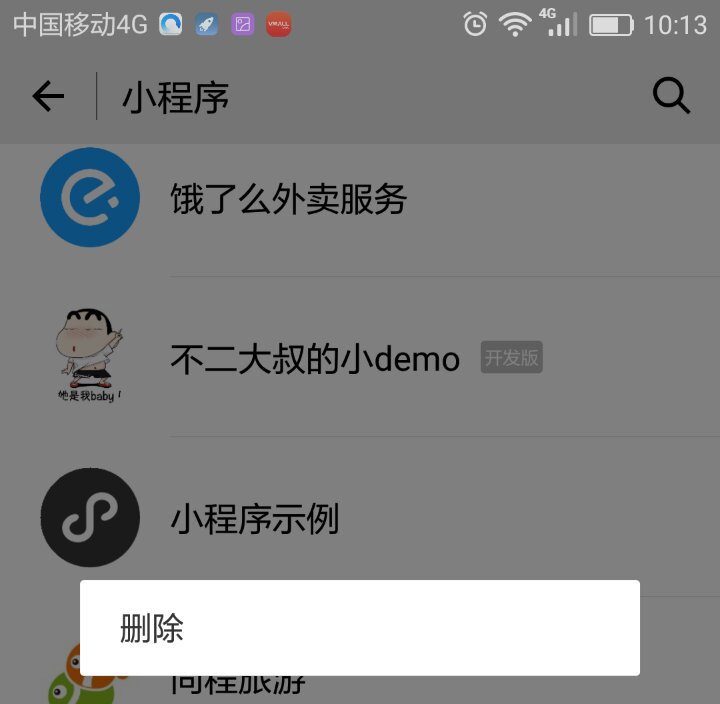 中国移动4G
4G
10:13
小程序
饿了么外卖服务
不二大叔的小demo 开发版
她是我baby！
小程序示例
删除
同程旅游